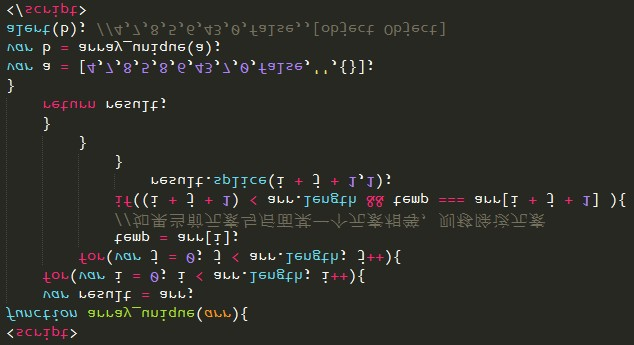 <script>
function array_unique(arr){
var result = arr;
for(var i = 0; i < arr.length; i++){
for(var j = 0; j < arr.length; j++){
temp = arr[i];
//如果当前元素与后面某一个元素相等，则移除该元素
if((i + j + 1) < arr.length && temp === arr[i + j + 1] ){
result.splice(i + j + 1,1);
}
}
}
return result;
}
var a = [4,7,8,5,8,6,43,7,0,false,'',{}];
var b = array_unique(a);
alert(b); //4,7,8,5,6,43,0,false,,[object Object]
</script>